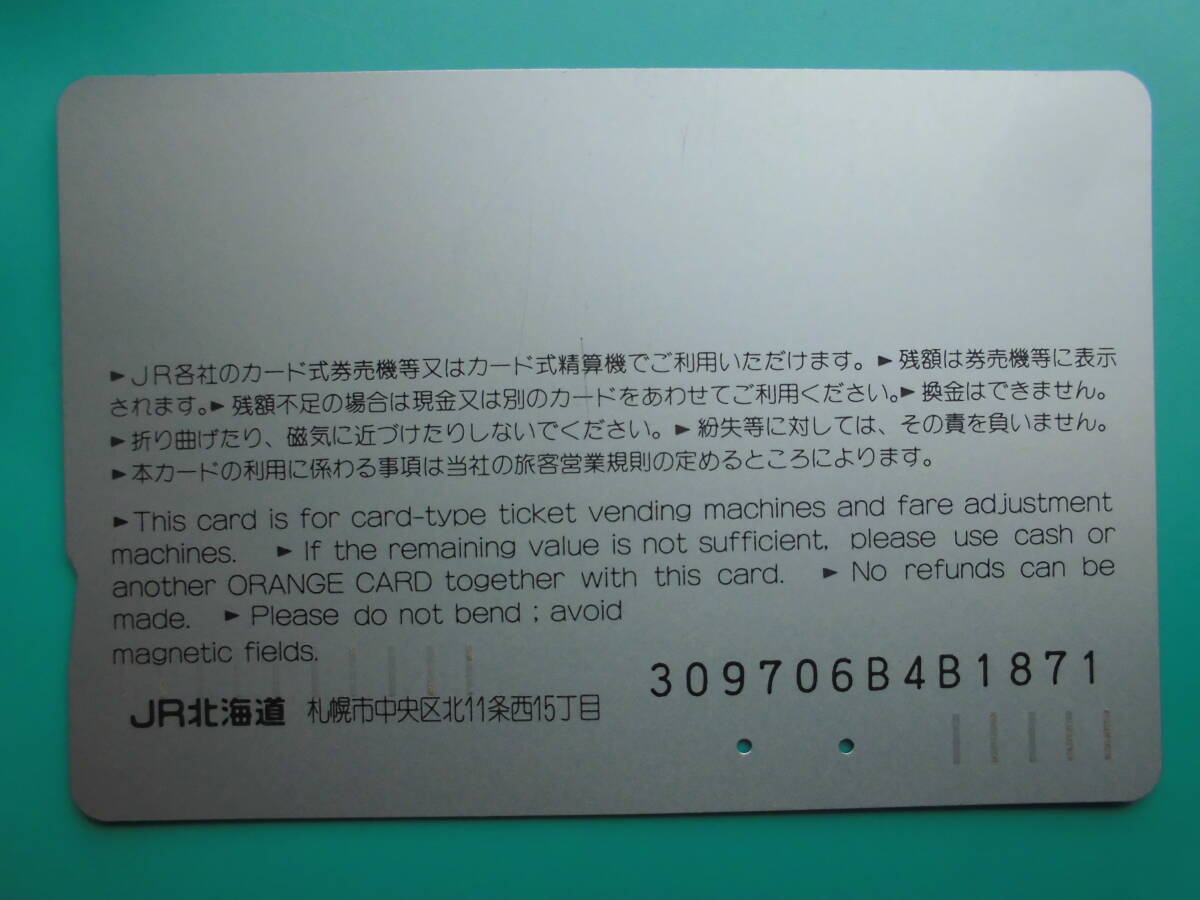 ►JR各社のカード式券売機等又はカード式精算機でご利用いただけます。►残額は券売機等に表示
されます。►残額不足の場合は現金又は別のカードをあわせてご利用ください。►換金はできません。
►折り曲げたり、磁気に近づけたりしないでください。►紛失等に対しては、その責を負いません。
►本カードの利用に係わる事項は当社の旅客営業規則の定めるところによります。
►This card is for card-type ticket vending machines and fare adjustment
machines. ►If the remaining value is not sufficient, please use cash or
another ORANGE CARD together with this card. ►No refunds can be
made. ►Please do not bend ; avoid
magnetic fields.
309706B4B1871
JR北海道 札幌市中央区北11条西15丁目